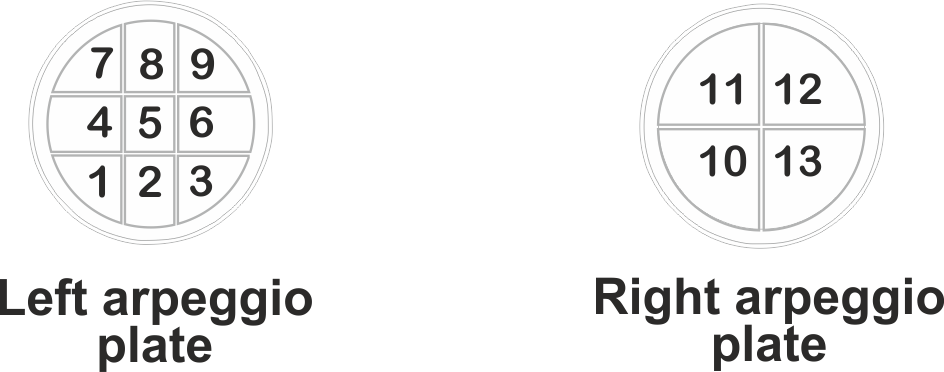 7 8 9
4 5 6
1 2 3
Left arpeggio
plate
11 12
10 13
Right arpeggio
plate